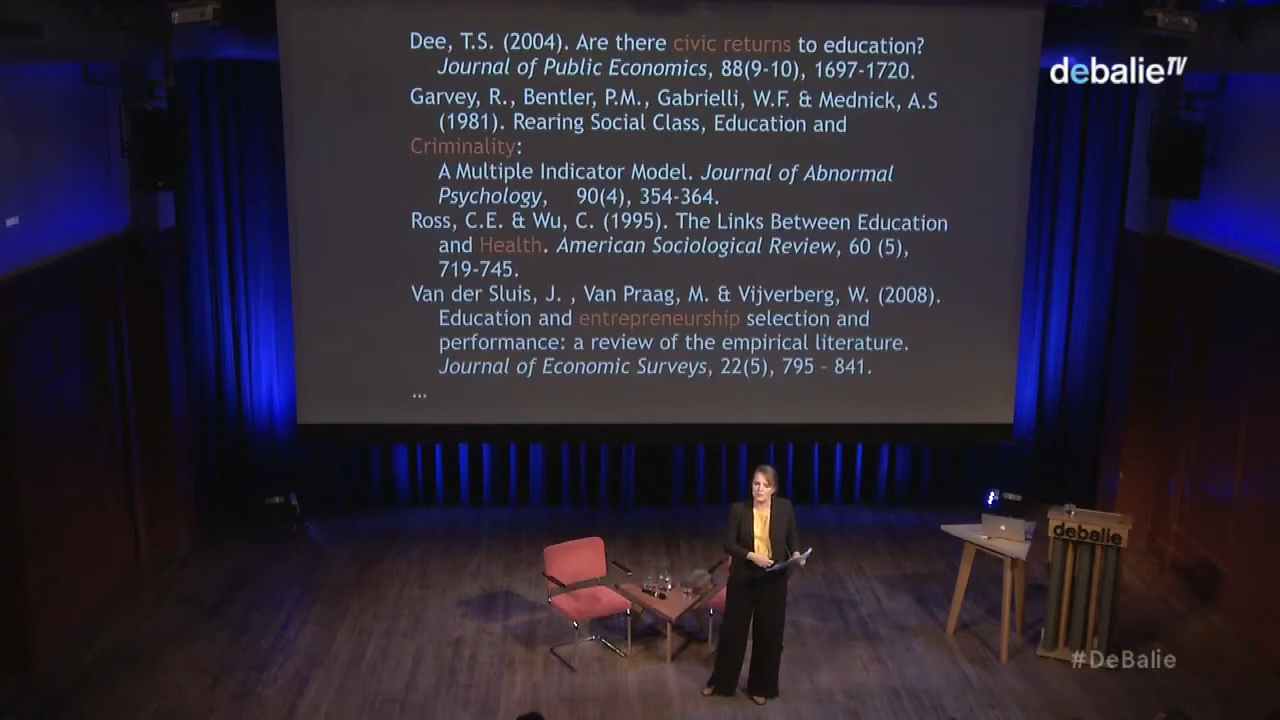 Dee, T.S. (2004). Are there civic returns to education?
Journal of Public Economics, 88(9-10), 1697-1720.
Garvey, R., Bentler, P.M., Gabrielli, W.F. & Mednick, A.S
(1981). Rearing Social Class, Education and
Criminality:
A Multiple Indicator Model. Journal of Abnormal
Psychology, 90(4), 354-364.
Ross, C.E. & Wu, C. (1995). The Links Between Education
and Health. American Sociological Review, 60 (5),
719-745.
Van der Sluis, J. , Van Praag, M. & Vijverberg, W. (2008).
Education and entrepreneurship selection and
performance: a review of the empirical literature.
Journal of Economic Surveys, 22(5), 795 – 841.
...
debalie TV
debalie
#DeBalie